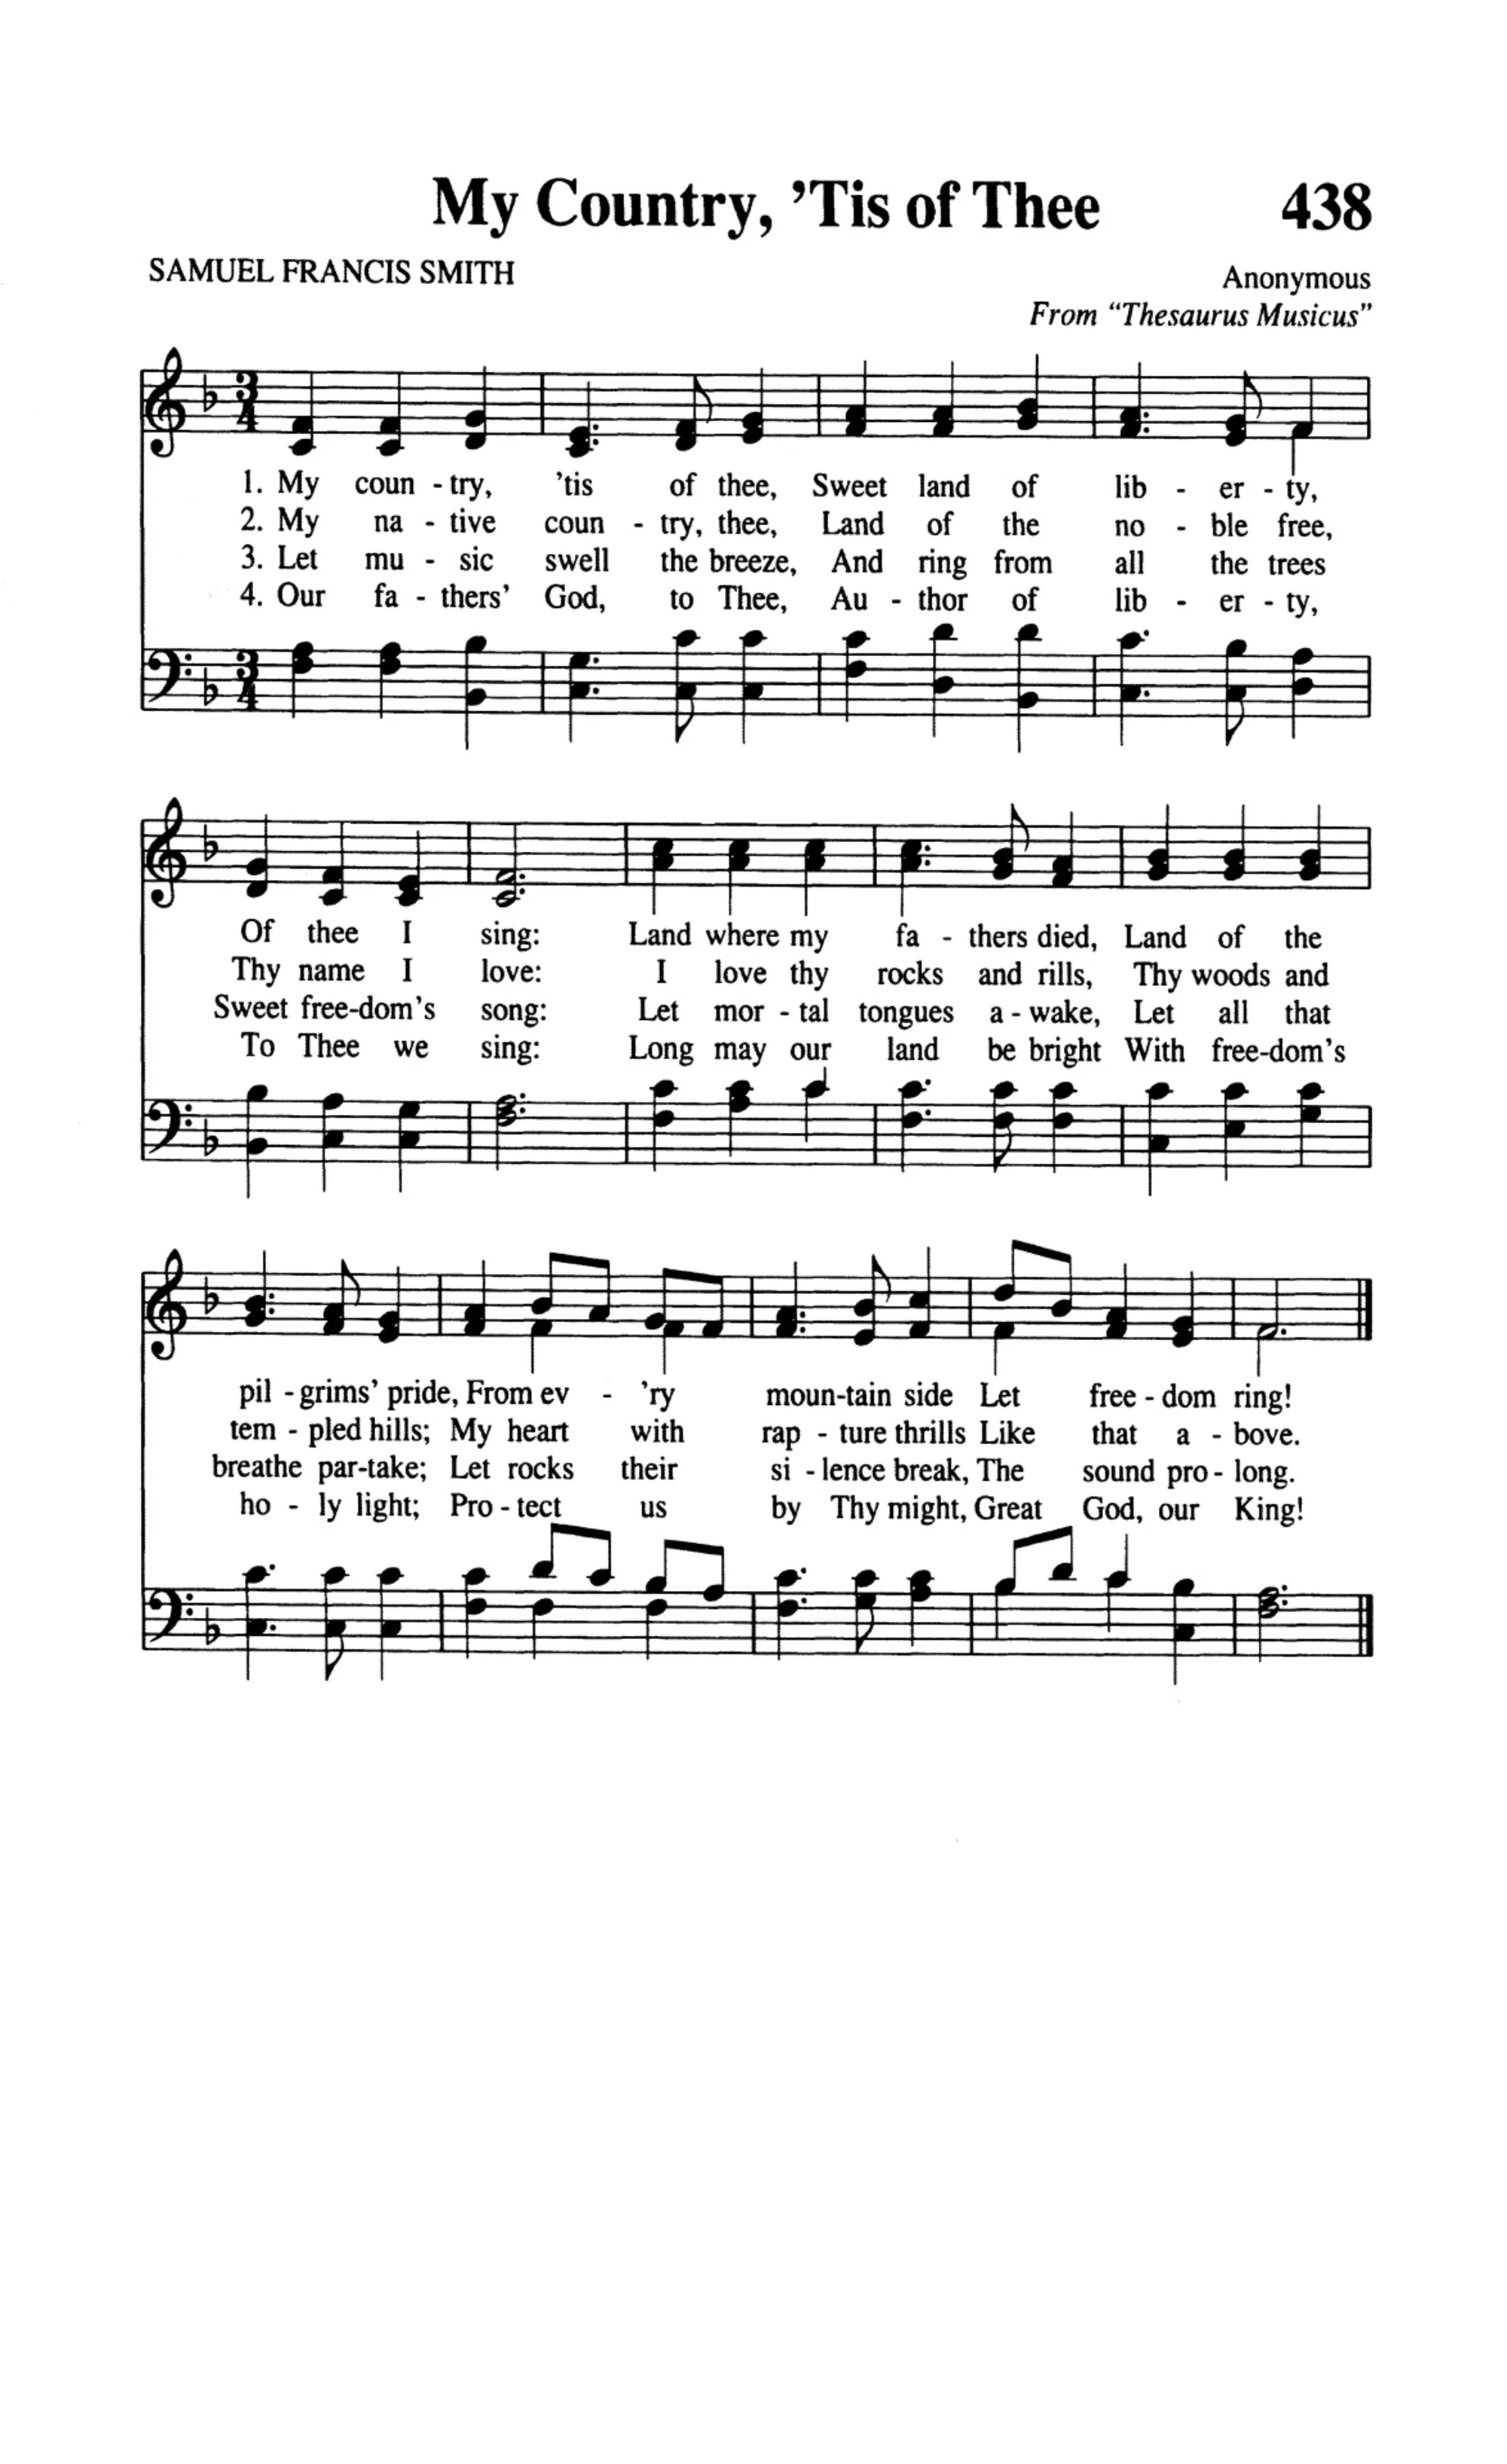 My Country, ’Tis of Thee 438
SAMUEL FRANCIS SMITH
Anonymous
From “Thesaurus Musicus”
1. My coun - try, ’tis of thee, Sweet land of lib - er - ty,
2. My na - tive coun - try, thee, Land of the no - ble free,
3. Let mu - sic swell the breeze, And ring from all the trees
4. Our fa - thers’ God, to Thee, Au - thor of lib - er - ty,
Of thee I sing: Land where my fa - thers died, Land of the
Thy name I love: I love thy rocks and rills, Thy woods and
Sweet free-dom’s song: Let mor - tal tongues a - wake, Let all that
To Thee we sing: Long may our land be bright With free-dom’s
pil - grims’ pride, From ev - ’ry moun-tain side Let free - dom ring!
tem - pled hills; My heart with rap - ture thrills Like that a - bove.
breathe par-take; Let rocks their si - lence break, The sound pro - long.
ho - ly light; Pro - tect us by Thy might, Great God, our King!